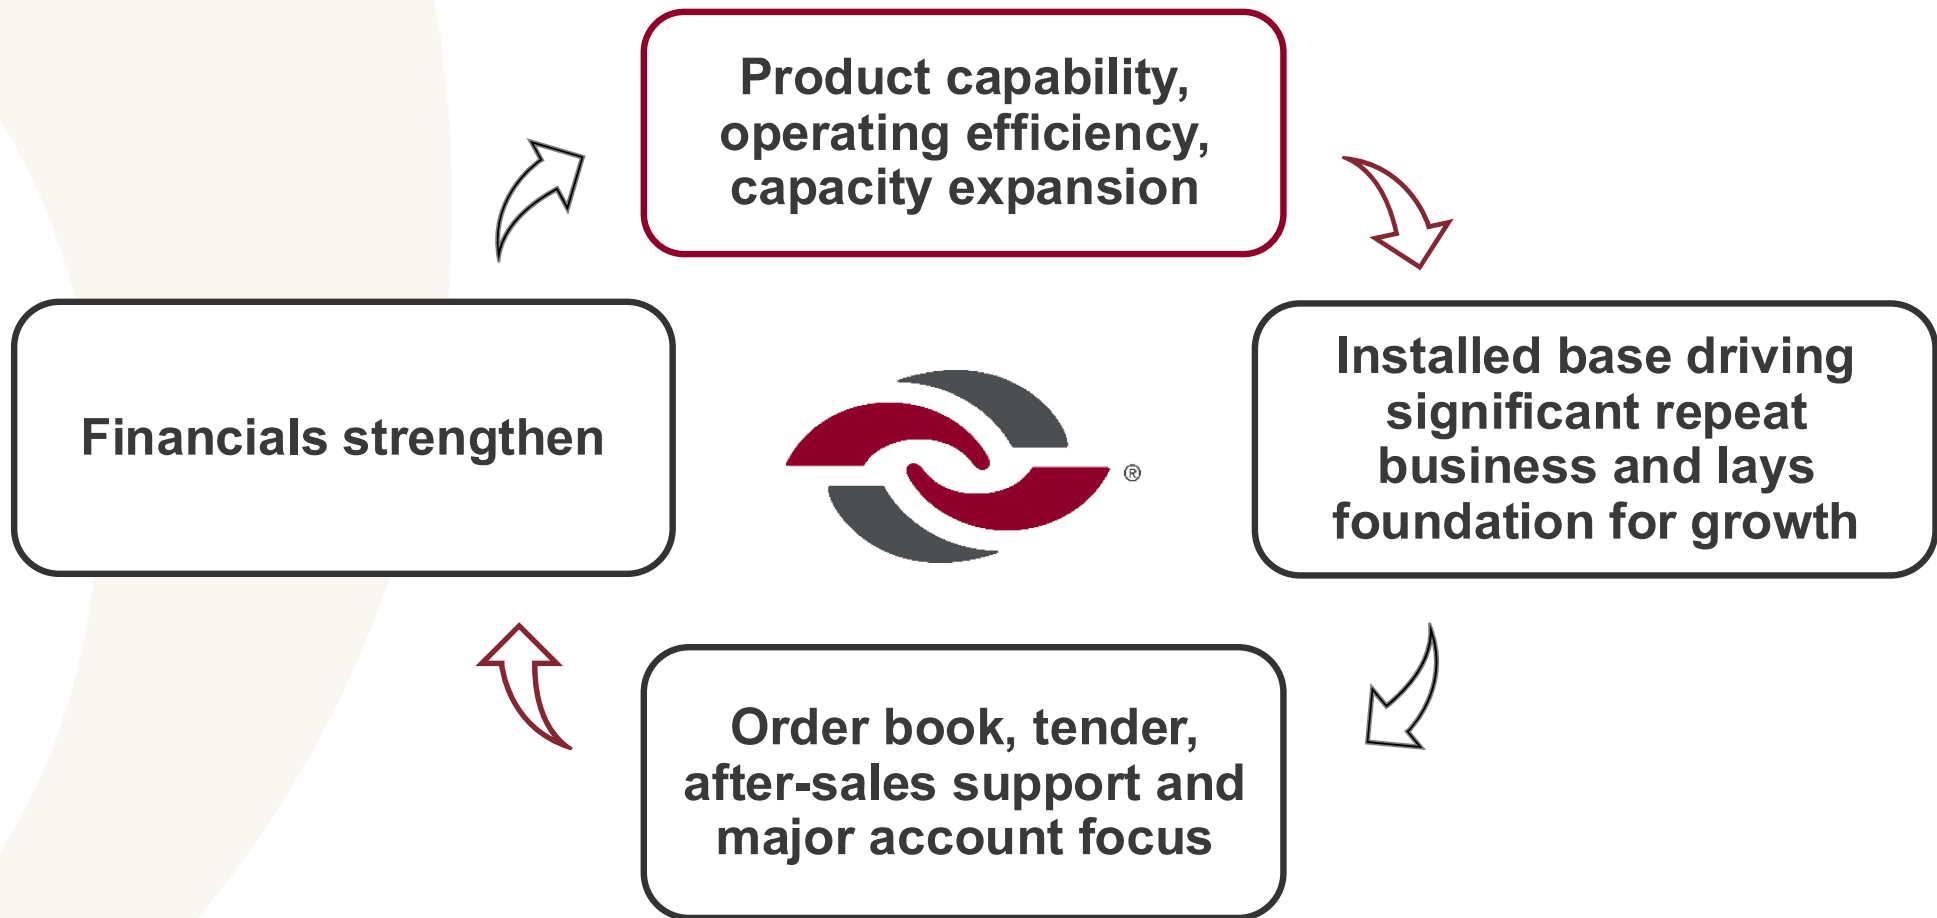 Product capability,
operating efficiency,
capacity expansion
Financials strengthen
Installed base driving
significant repeat
business and lays
foundation for growth
®
Order book, tender,
after-sales support and
major account focus